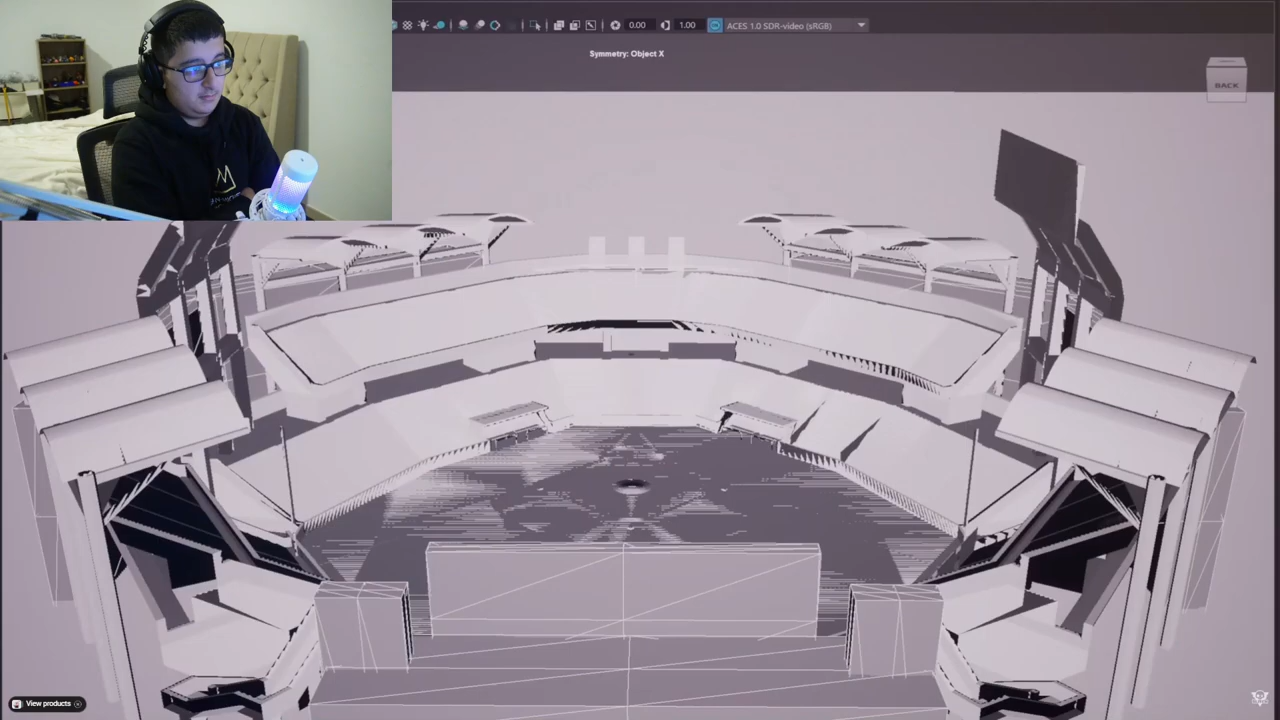 0.00 1.00 ACES 1.0 SDR-video (sRGB)
Symmetry: Object X
BACK
View products